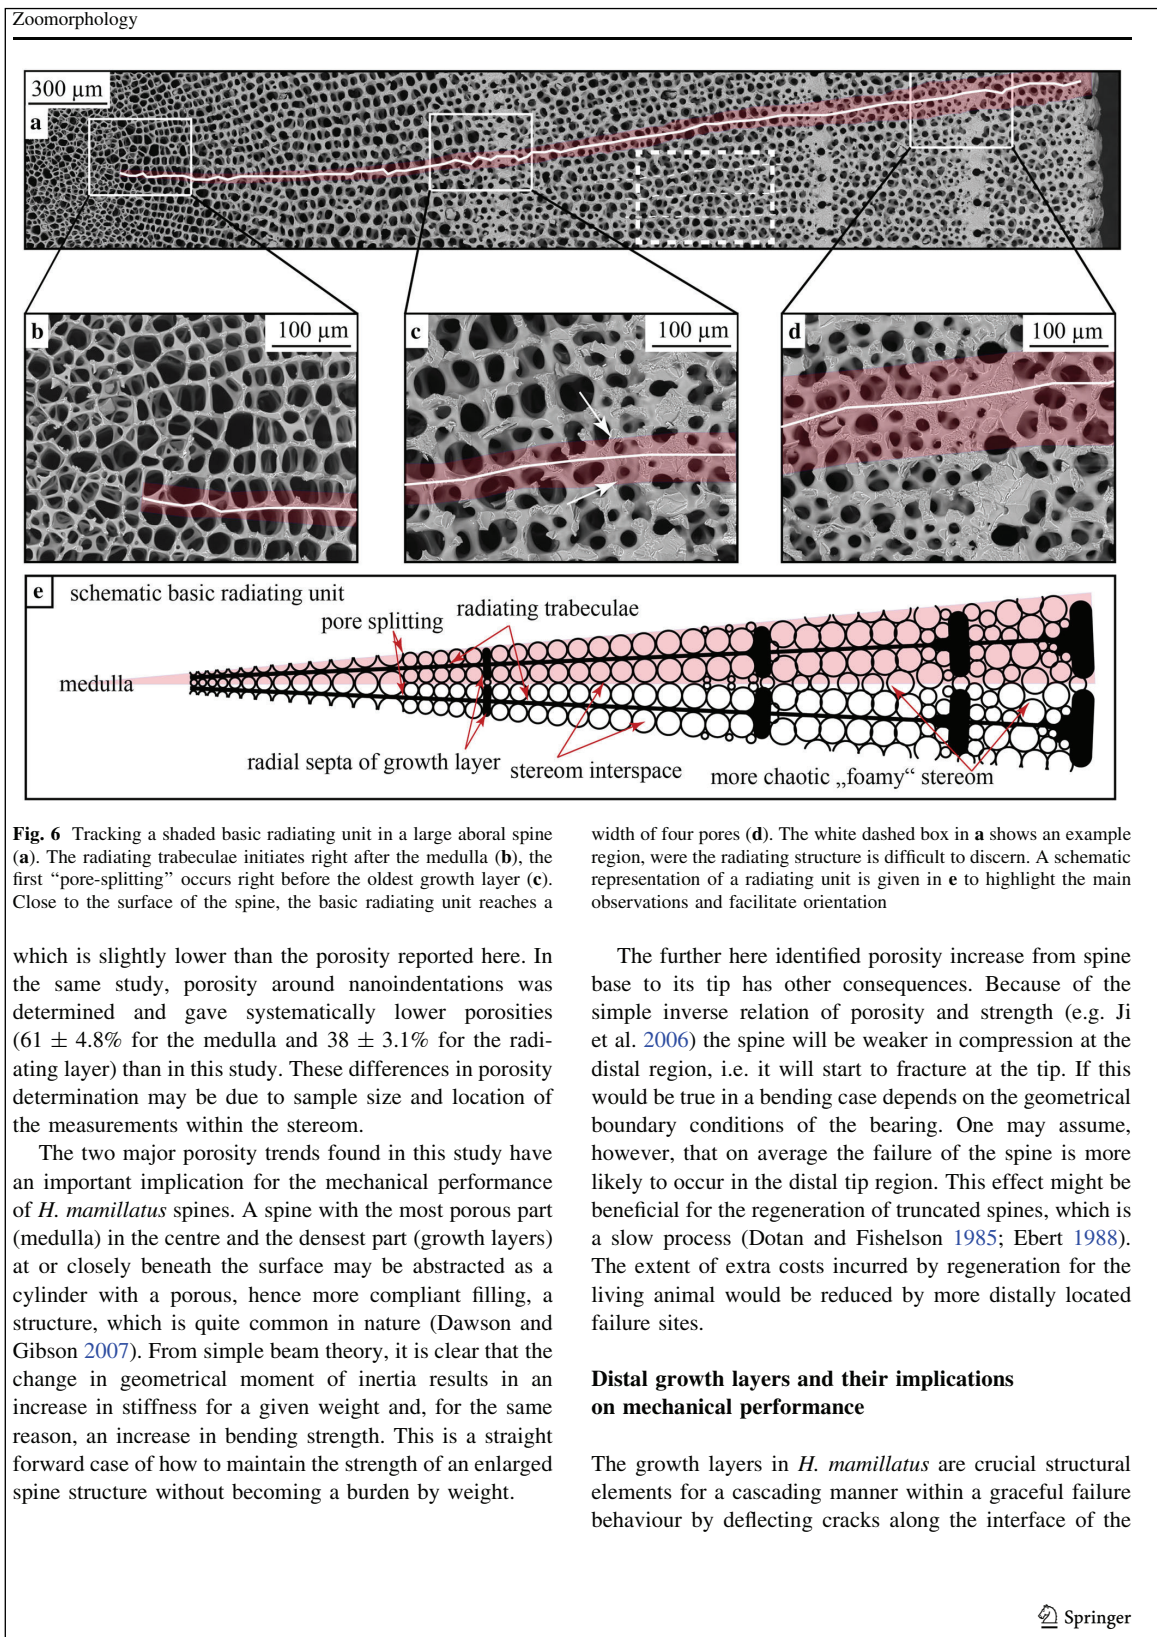 Zoomorphology
300 µm
a
b
100 µm
c
100 µm
d
100 µm
e schematic basic radiating unit
radiating trabeculae
pore splitting
medulla
radial septa of growth layer
stereom interspace
more chaotic „foamy“ stereom
Fig. 6 Tracking a shaded basic radiating unit in a large aboral spine
(a). The radiating trabeculae initiates right after the medulla (b), the
first “pore-splitting” occurs right before the oldest growth layer (c).
Close to the surface of the spine, the basic radiating unit reaches a
width of four pores (d). The white dashed box in a shows an example
region, were the radiating structure is difficult to discern. A schematic
representation of a radiating unit is given in e to highlight the main
observations and facilitate orientation
which is slightly lower than the porosity reported here. In
the same study, porosity around nanoindentations was
determined and gave systematically lower porosities
(61 ± 4.8% for the medulla and 38 ± 3.1% for the radi-
ating layer) than in this study. These differences in porosity
determination may be due to sample size and location of
the measurements within the stereom.
The two major porosity trends found in this study have
an important implication for the mechanical performance
of H. mamillatus spines. A spine with the most porous part
(medulla) in the centre and the densest part (growth layers)
at or closely beneath the surface may be abstracted as a
cylinder with a porous, hence more compliant filling, a
structure, which is quite common in nature (Dawson and
Gibson 2007). From simple beam theory, it is clear that the
change in geometrical moment of inertia results in an
increase in stiffness for a given weight and, for the same
reason, an increase in bending strength. This is a straight
forward case of how to maintain the strength of an enlarged
spine structure without becoming a burden by weight.
The further here identified porosity increase from spine
base to its tip has other consequences. Because of the
simple inverse relation of porosity and strength (e.g. Ji
et al. 2006) the spine will be weaker in compression at the
distal region, i.e. it will start to fracture at the tip. If this
would be true in a bending case depends on the geometrical
boundary conditions of the bearing. One may assume,
however, that on average the failure of the spine is more
likely to occur in the distal tip region. This effect might be
beneficial for the regeneration of truncated spines, which is
a slow process (Dotan and Fishelson 1985; Ebert 1988).
The extent of extra costs incurred by regeneration for the
living animal would be reduced by more distally located
failure sites.
Distal growth layers and their implications
on mechanical performance
The growth layers in H. mamillatus are crucial structural
elements for a cascading manner within a graceful failure
behaviour by deflecting cracks along the interface of the
Springer